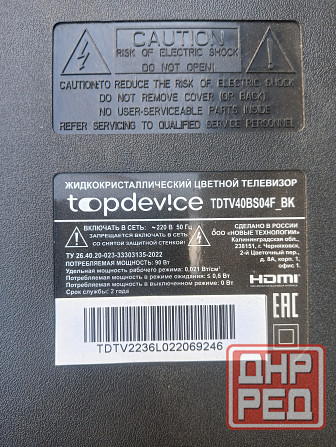 CAUTION
RISK OF ELECTRIC SHOCK
DO NOT OPEN!
CAUTION:TO REDUCE THE RISK OF ELECTRIC SHOCK
DO NOT REMOVE COVER (OR BACK)
NO USER-SERVICEABLE PARTS INSIDE
REFER SERVICING TO QUALIFIED SERVICE PERSONNEL
ЖИДКОКРИСТАЛЛИЧЕСКИЙ ЦВЕТНОЙ ТЕЛЕВИЗОР
topdevice TDTV40BS04F_BK
ВКЛЮЧАТЬ В СЕТЬ: ~220 В 50 Гц
ЗАПРЕЩАЕТСЯ ВКЛЮЧАТЬ В СЕТЬ
СО СНЯТОЙ ЗАЩИТНОЙ СТЕНКОЙ!
ТУ 26.40.20-023-33303135-2022
ПОТРЕБЛЯЕМАЯ МОЩНОСТЬ: 90 Вт
Удельная мощность рабочего режима: 0,021 Вт/см²
Потребляемая мощность в режиме ожидания: ≤ 0,5 Вт
Потребляемая мощность в выключенном режиме: 0 Вт
Срок службы: 2 года
СДЕЛАНО В РОССИИ
ООО «НОВЫЕ ТЕХНОЛОГИИ»
Калининградская обл.,
238151, г. Черняховск,
2-й Цветочный пер.,
д. 8А, корп. 1,
офис 1.
HDMI
EAC
TDTV2236L022069246
ДНР
РЕД